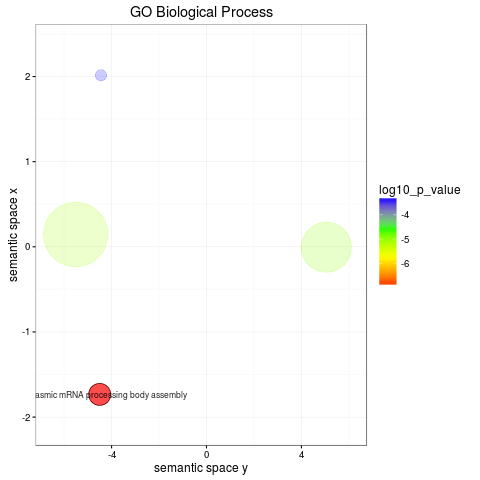 GO Biological Process
2
1
0
-1
-2
semantic space x
asmic mRNA processing body assembly
-4
0
4
semantic space y
log10_p_value
-4
-5
-6